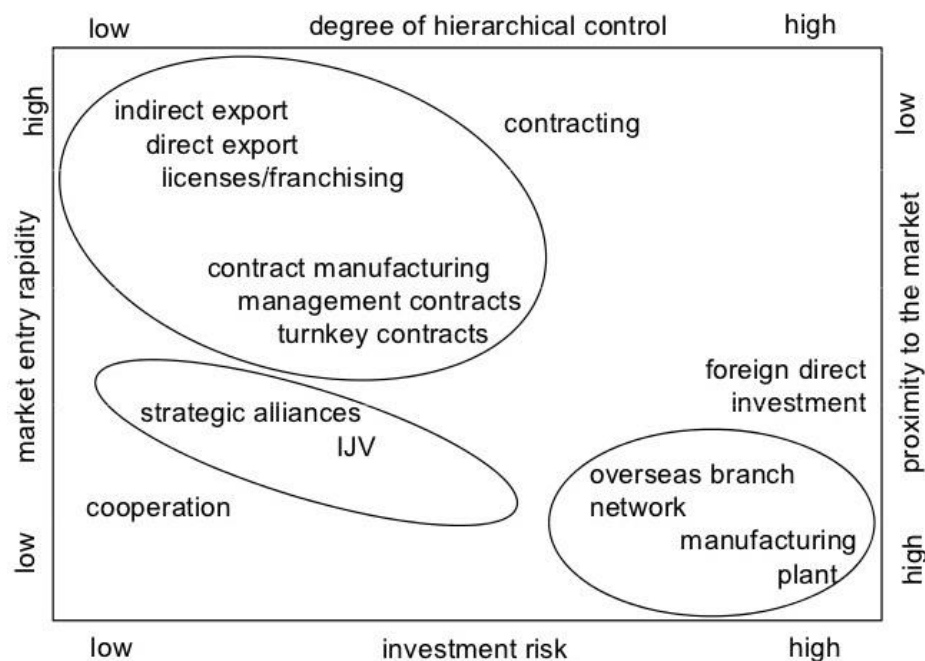 low degree of hierarchical control high
high
low
indirect export
direct export
licenses/franchising
contracting
contract manufacturing
management contracts
turnkey contracts
market entry rapidity
proximity to the market
strategic alliances
IJV
cooperation
foreign direct
investment
overseas branch
network
manufacturing
plant
low
high
low investment risk high